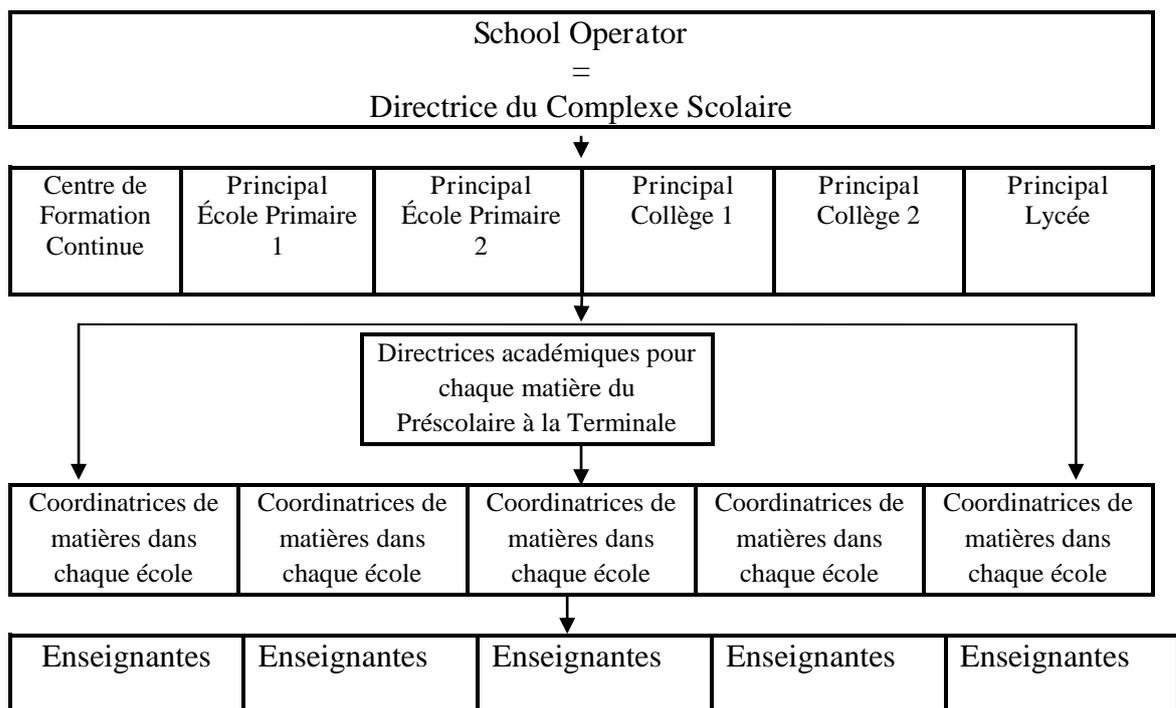 School Operator
=
Directrice du Complexe Scolaire
Centre de
Formation
Continue
Principal
École Primaire
1
Principal
École Primaire
2
Principal
Collège 1
Principal
Collège 2
Principal
Lycée
Directrices académiques pour
chaque matière du
Préscolaire à la Terminale
Coordinatrices de
matières dans
chaque école
Coordinatrices de
matières dans
chaque école
Coordinatrices de
matières dans
chaque école
Coordinatrices de
matières dans
chaque école
Coordinatrices de
matières dans
chaque école
Enseignantes
Enseignantes
Enseignantes
Enseignantes
Enseignantes